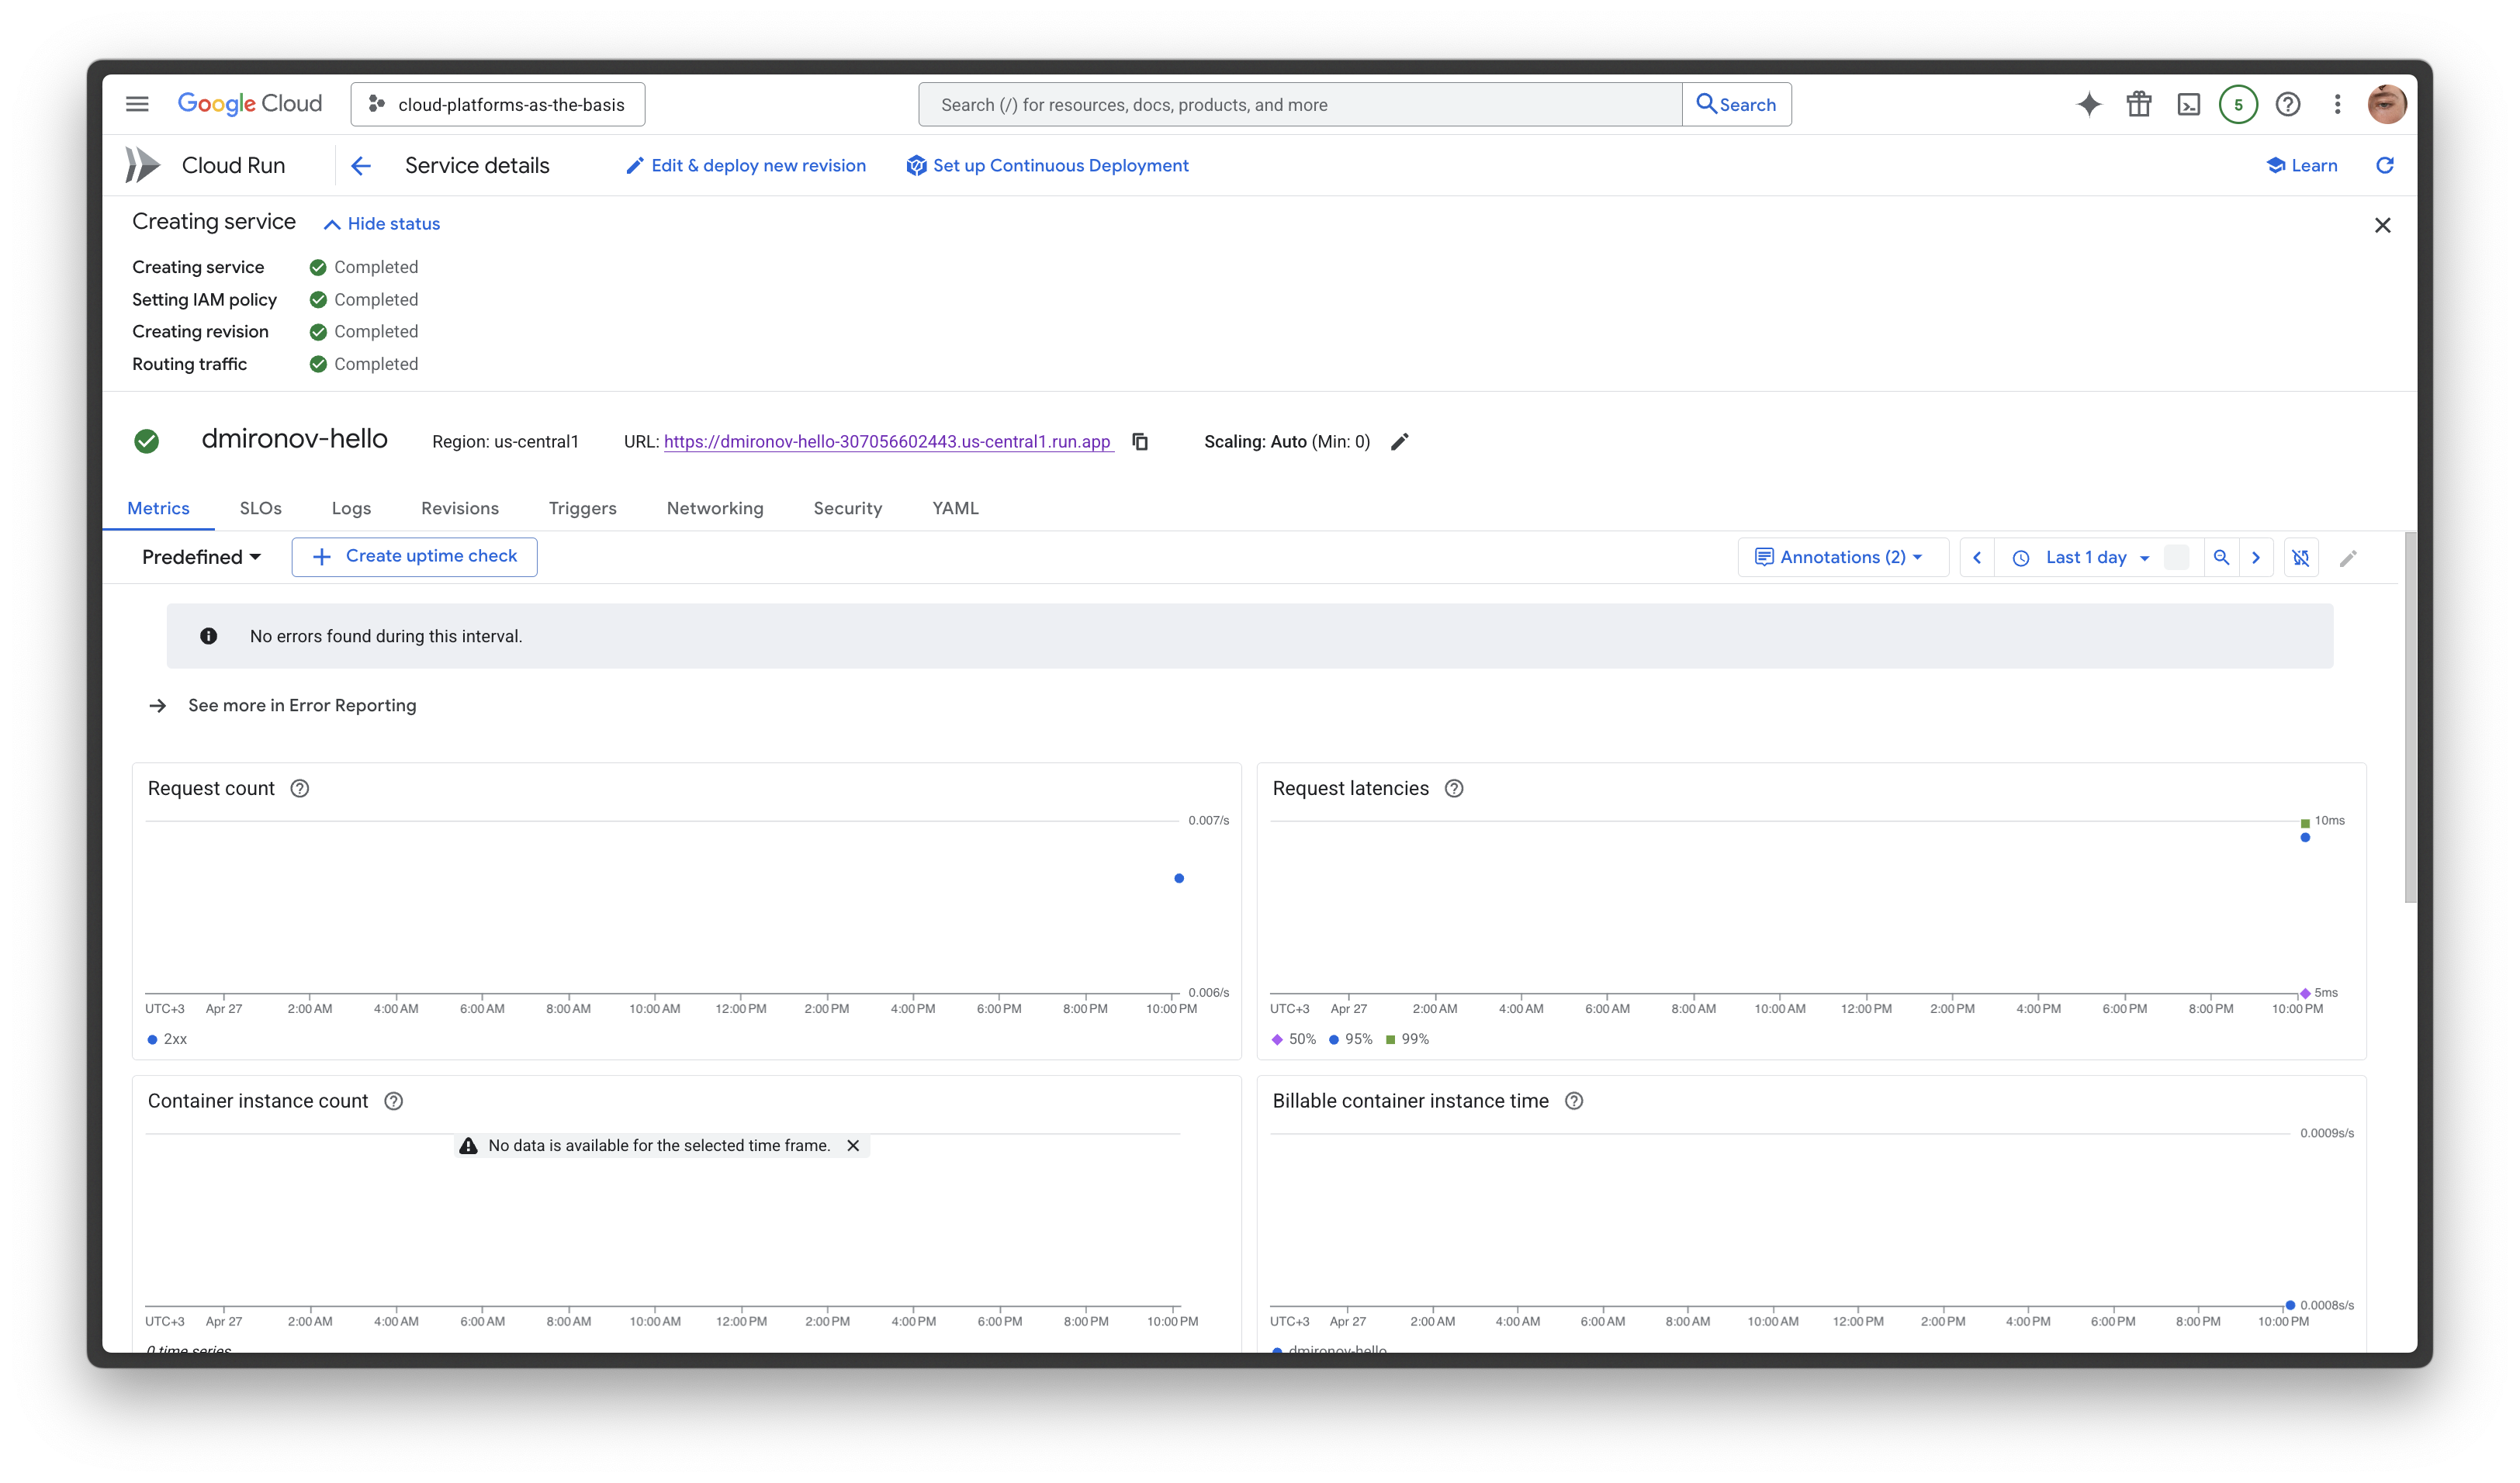 Google Cloud cloud-platforms-as-the-basis Search (/) for resources, docs, products, and more Search 5
Cloud Run Service details Edit & deploy new revision Set up Continuous Deployment Learn
Creating service Hide status
Creating service Completed
Setting IAM policy Completed
Creating revision Completed
Routing traffic Completed
dmironov-hello Region: us-central1 URL: https://dmironov-hello-307056602443.us-central1.run.app Scaling: Auto (Min: 0)
Metrics SLOs Logs Revisions Triggers Networking Security YAML
Predefined Create uptime check Annotations (2) Last 1 day
No errors found during this interval.
See more in Error Reporting
Request count
0.007/s
0.006/s
UTC+3 Apr 27 2:00 AM 4:00 AM 6:00 AM 8:00 AM 10:00 AM 12:00 PM 2:00 PM 4:00 PM 6:00 PM 8:00 PM 10:00 PM
2xx
Request latencies
10ms
5ms
UTC+3 Apr 27 2:00 AM 4:00 AM 6:00 AM 8:00 AM 10:00 AM 12:00 PM 2:00 PM 4:00 PM 6:00 PM 8:00 PM 10:00 PM
50% 95% 99%
Container instance count
No data is available for the selected time frame.
UTC+3 Apr 27 2:00 AM 4:00 AM 6:00 AM 8:00 AM 10:00 AM 12:00 PM 2:00 PM 4:00 PM 6:00 PM 8:00 PM 10:00 PM
0 time series
Billable container instance time
0.0009s/s
0.0008s/s
UTC+3 Apr 27 2:00 AM 4:00 AM 6:00 AM 8:00 AM 10:00 AM 12:00 PM 2:00 PM 4:00 PM 6:00 PM 8:00 PM 10:00 PM
dmironov-hello